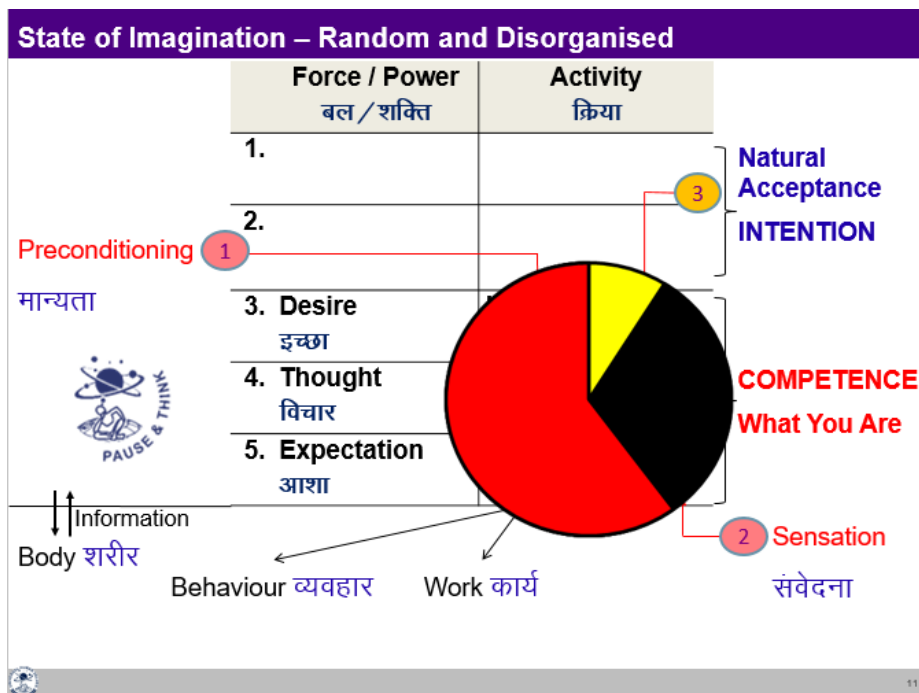 State of Imagination – Random and Disorganised
Force / Power
बल / शक्ति
Activity
क्रिया
1.
Natural
Acceptance
3
2.
INTENTION
Preconditioning
1
मान्यता
3. Desire
इच्छा
4. Thought
विचार
COMPETENCE
What You Are
PAUSE & THINK
5. Expectation
आशा
Information
Body शरीर
2
Sensation
संवेदना
Behaviour व्यवहार
Work कार्य
11